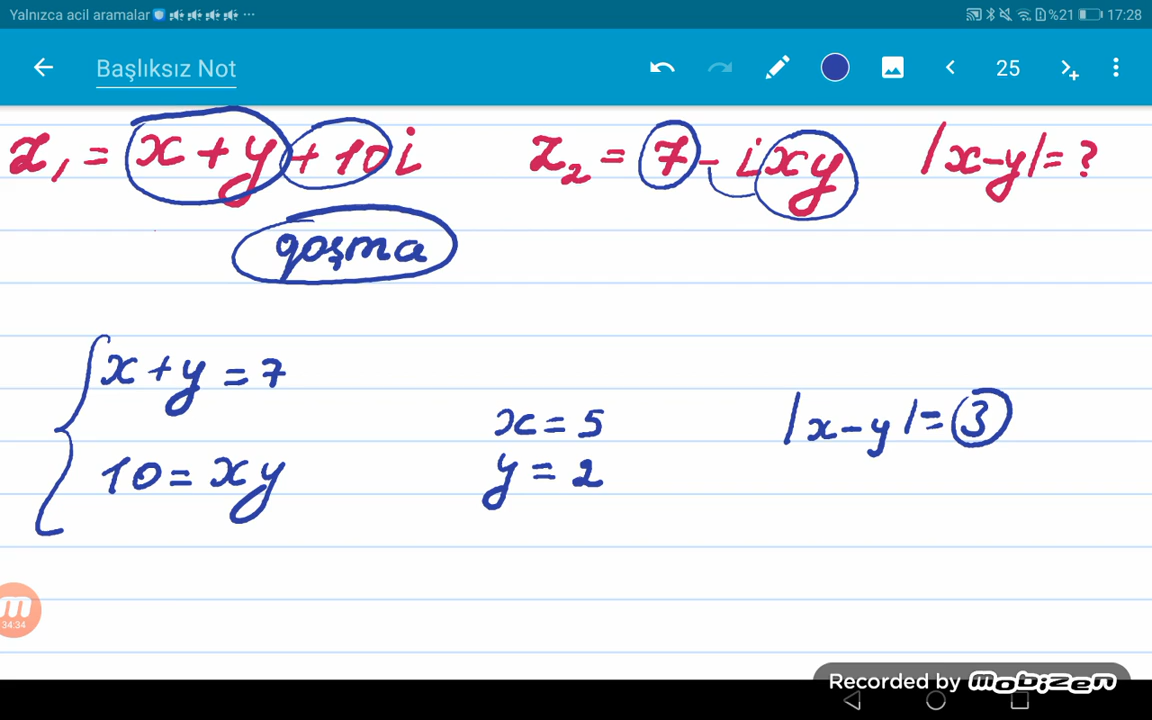 Yalnızca acil aramalar ... %21 17:28
Başlıksız Not 25
z₁ = x + y + 10i z₂ = 7 - ixy |x-y| = ?
qoşma
x + y = 7
10 = xy
x = 5
y = 2
|x-y| = 3
34:34
Recorded by mobizen